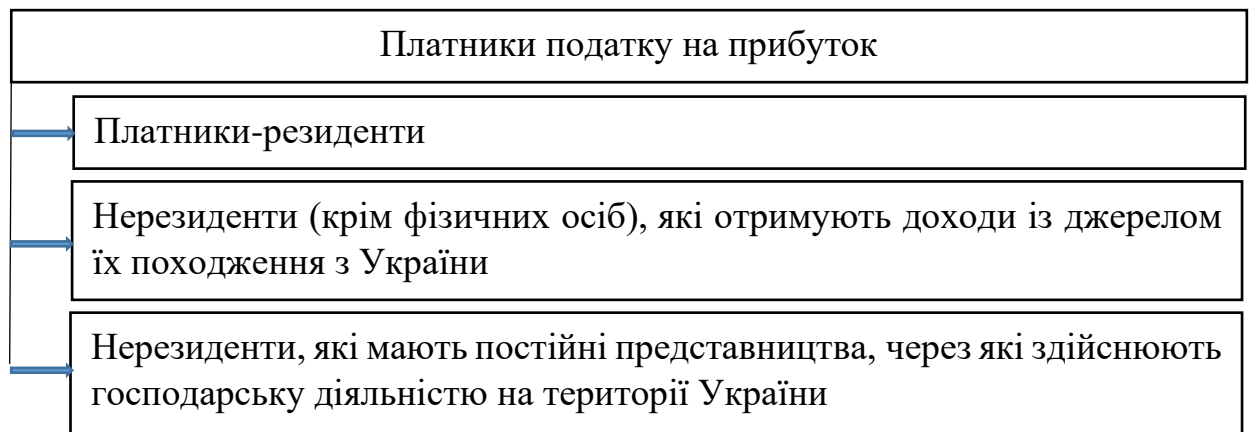 Платники податку на прибуток
Платники-резиденти
Нерезиденти (крім фізичних осіб), які отримують доходи із джерелом
їх походження з України
Нерезиденти, які мають постійні представництва, через які здійснюють
господарську діяльністю на території України